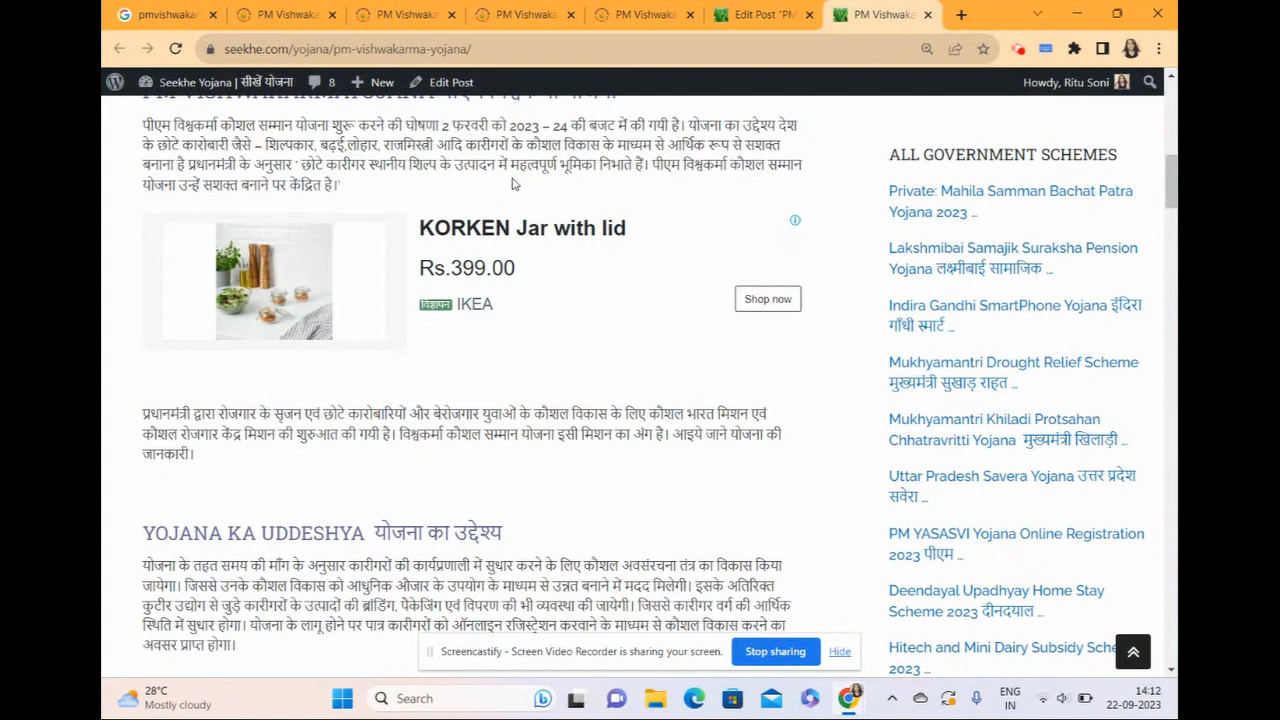 pmvishwakar
PM Vishwaka
PM Vishwaka
PM Vishwaka
PM Vishwaka
Edit Post "PM
PM Vishwaka
seekhe.com/yojana/pm-vishwakarma-yojana/
Seekhe Yojana | सीखें योजना
8
New
Edit Post
Howdy, Ritu Soni
पीएम विश्वकर्मा कौशल सम्मान योजना शुरू करने की घोषणा 2 फरवरी को 2023 – 24 की बजट में की गयी है। योजना का उद्देश्य देश
के छोटे कारोबारी जैसे – शिल्पकार, बढ़ई,लोहार, राजमिस्त्री आदि कारीगरों के कौशल विकास के माध्यम से आर्थिक रूप से सशक्त
बनाना है प्रधानमंत्री के अनुसार ' छोटे कारीगर स्थानीय शिल्प के उत्पादन में महत्वपूर्ण भूमिका निभाते हैं। पीएम विश्वकर्मा कौशल सम्मान
योजना उन्हें सशक्त बनाने पर केंद्रित है।'
KORKEN Jar with lid
Rs.399.00
विज्ञापन IKEA
Shop now
प्रधानमंत्री द्वारा रोजगार के सृजन एवं छोटे कारोबारियों और बेरोजगार युवाओं के कौशल विकास के लिए कौशल भारत मिशन एवं
कौशल रोजगार केंद्र मिशन की शुरुआत की गयी है। विश्वकर्मा कौशल सम्मान योजना इसी मिशन का अंग है। आइये जाने योजना की
जानकारी।
YOJANA KA UDDESHYA योजना का उद्देश्य
योजना के तहत समय की माँग के अनुसार कारीगरों की कार्यप्रणाली में सुधार करने के लिए कौशल अवसंरचना तंत्र का विकास किया
जायेगा। जिससे उनके कौशल विकास को आधुनिक औजार के उपयोग के माध्यम से उन्नत बनाने में मदद मिलेगी। इसके अतिरिक्त
कुटीर उद्योग से जुड़े कारीगरों के उत्पादों की ब्रांडिंग, पैकेजिंग एवं विपरण की भी व्यवस्था की जायेगी। जिससे कारीगर वर्ग की आर्थिक
स्थिति में सुधार होगा। योजना के लागू होने पर पात्र कारीगरों को ऑनलाइन रजिस्ट्रेशन करवाने के माध्यम से कौशल विकास करने का
अवसर प्राप्त होगा।
ALL GOVERNMENT SCHEMES
Private: Mahila Samman Bachat Patra
Yojana 2023 ...
Lakshmibai Samajik Suraksha Pension
Yojana लक्ष्मीबाई सामाजिक ...
Indira Gandhi SmartPhone Yojana इंदिरा
गाँधी स्मार्ट ...
Mukhyamantri Drought Relief Scheme
मुख्यमंत्री सुखाड़ राहत ...
Mukhyamantri Khiladi Protsahan
Chhatravritti Yojana मुख्यमंत्री खिलाड़ी ...
Uttar Pradesh Savera Yojana उत्तर प्रदेश
सवेरा ...
PM YASASVI Yojana Online Registration
2023 पीएम ...
Deendayal Upadhyay Home Stay
Scheme 2023 दीनदयाल ...
Hitech and Mini Dairy Subsidy Sche
2023 ...
Screencastify - Screen Video Recorder is sharing your screen.
Stop sharing
Hide
28°C
Mostly cloudy
Search
ENG
IN
14:12
22-09-2023